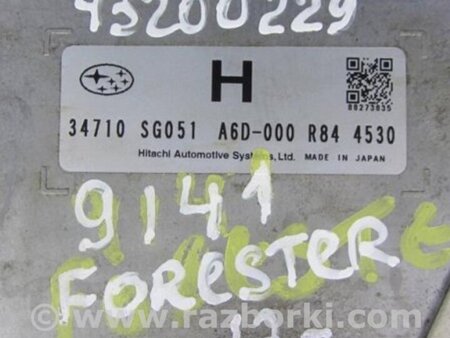 43200229
H
88273835
34710 SG051 A6D-000 R84 4530
Hitachi Automotive Systems, Ltd. MADE IN JAPAN
9141
FORESTER
www.razborki.com